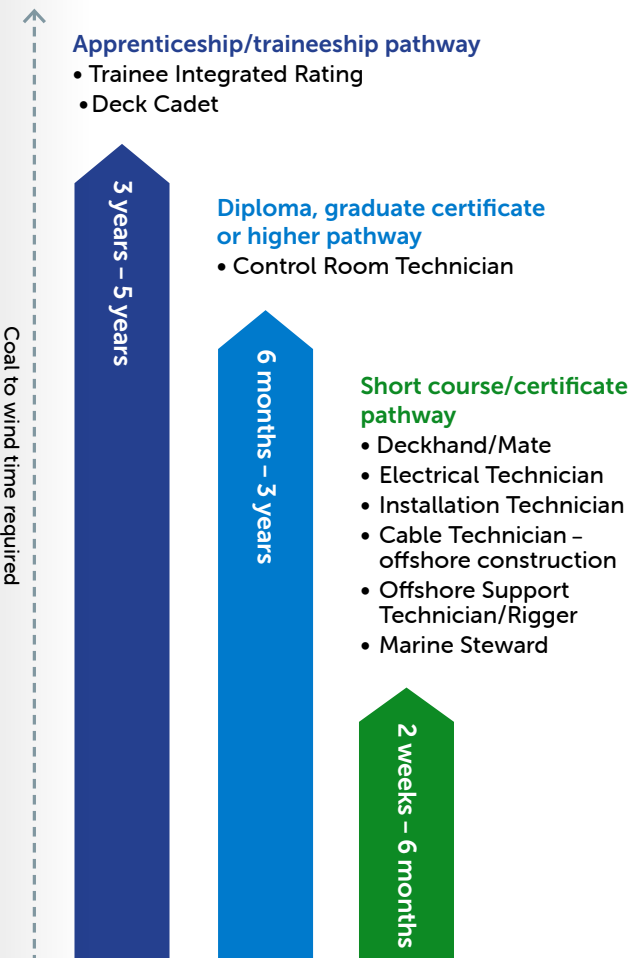 Apprenticeship/traineeship pathway
• Trainee Integrated Rating
• Deck Cadet
3 years – 5 years
Diploma, graduate certificate
or higher pathway
• Control Room Technician
6 months – 3 years
Short course/certificate
pathway
• Deckhand/Mate
• Electrical Technician
• Installation Technician
• Cable Technician –
offshore construction
• Offshore Support
Technician/Rigger
• Marine Steward
2 weeks – 6 months
Coal to wind time required